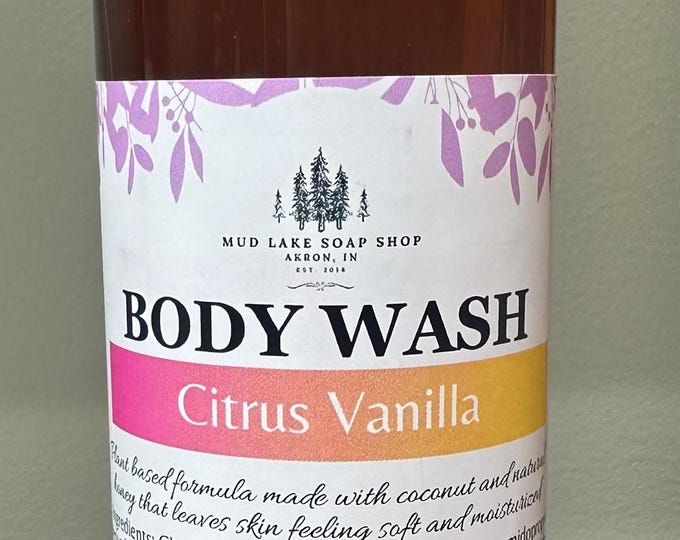 MUD LAKE SOAP SHOP
AKRON, IN
EST. 2018
BODY WASH
Citrus Vanilla
Plant based formula made with coconut and natural
honey that leaves skin feeling soft and moisturized